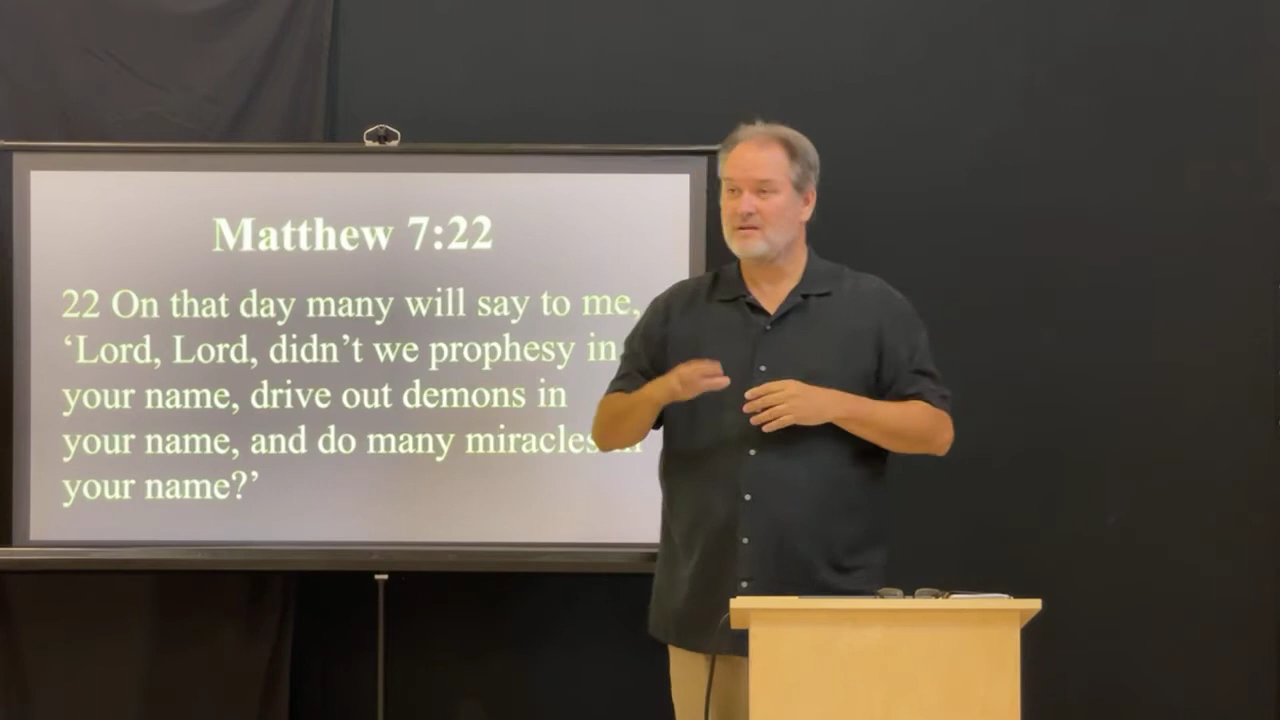 Matthew 7:22
22 On that day many will say to me,
‘Lord, Lord, didn’t we prophesy in
your name, drive out demons in
your name, and do many miracles
your name?’